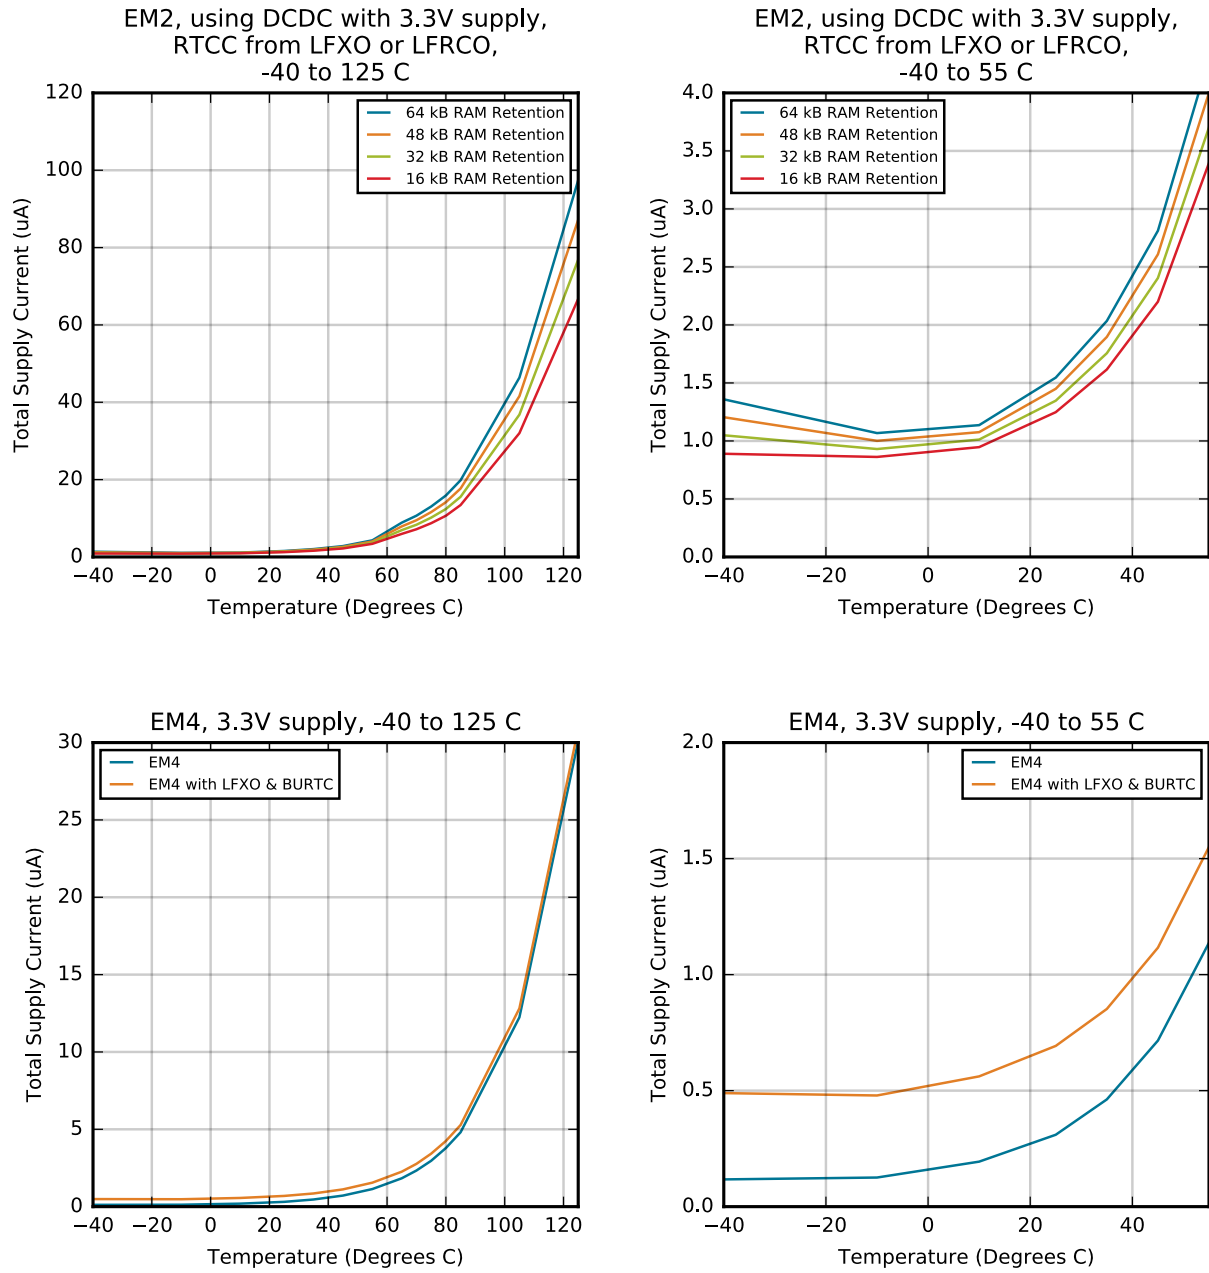 EM2, using DCDC with 3.3V supply,
RTCC from LFXO or LFRCO,
-40 to 125 C
120
100
80
60
40
20
0
Total Supply Current (uA)
64 kB RAM Retention
48 kB RAM Retention
32 kB RAM Retention
16 kB RAM Retention
−40 −20 0 20 40 60 80 100 120
Temperature (Degrees C)
EM2, using DCDC with 3.3V supply,
RTCC from LFXO or LFRCO,
-40 to 55 C
4.0
3.5
3.0
2.5
2.0
1.5
1.0
0.5
0.0
Total Supply Current (uA)
64 kB RAM Retention
48 kB RAM Retention
32 kB RAM Retention
16 kB RAM Retention
−40 −20 0 20 40
Temperature (Degrees C)
EM4, 3.3V supply, -40 to 125 C
30
25
20
15
10
5
0
Total Supply Current (uA)
EM4
EM4 with LFXO & BURTC
−40 −20 0 20 40 60 80 100 120
Temperature (Degrees C)
EM4, 3.3V supply, -40 to 55 C
2.0
1.5
1.0
0.5
0.0
Total Supply Current (uA)
EM4
EM4 with LFXO & BURTC
−40 −20 0 20 40
Temperature (Degrees C)